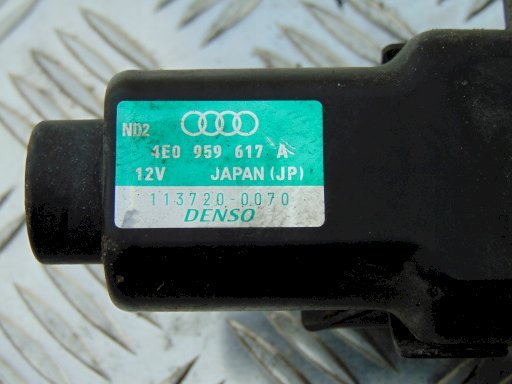 ND2
4E0 959 617 A
12V JAPAN (JP)
113720-0070
DENSO